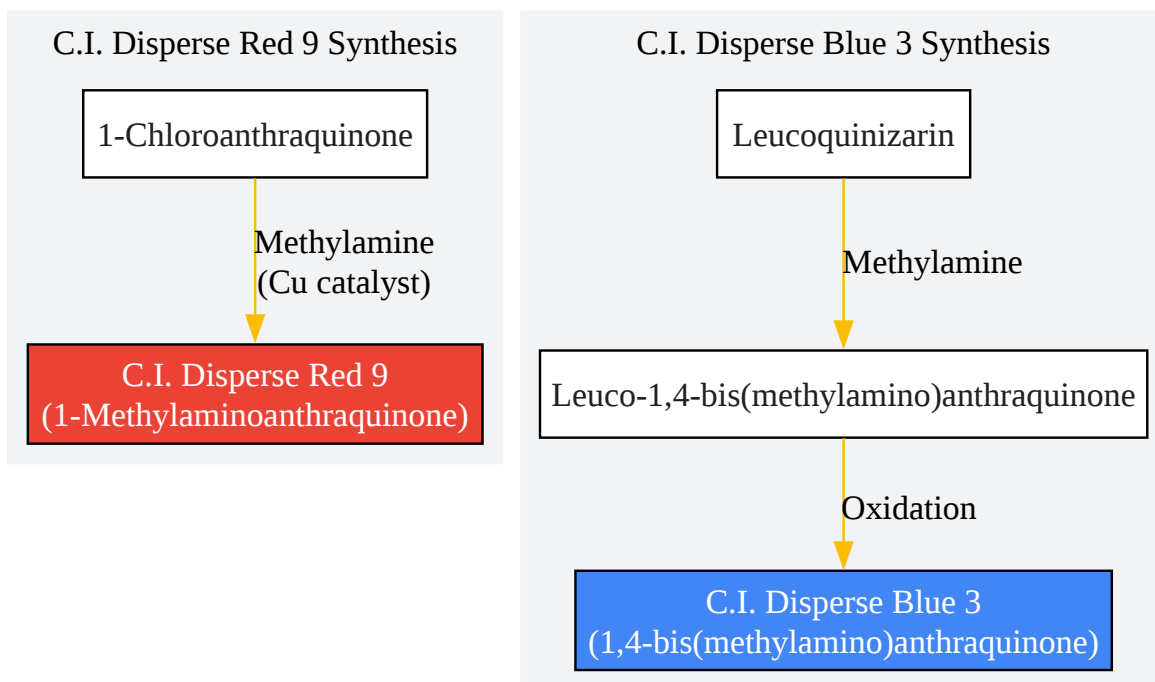 C.I. Disperse Red 9 Synthesis
1-Chloroanthraquinone
Methylamine
(Cu catalyst)
C.I. Disperse Red 9
(1-Methylaminoanthraquinone)
C.I. Disperse Blue 3 Synthesis
Leucoquinizarin
Methylamine
Leuco-1,4-bis(methylamino)anthraquinone
Oxidation
C.I. Disperse Blue 3
(1,4-bis(methylamino)anthraquinone)